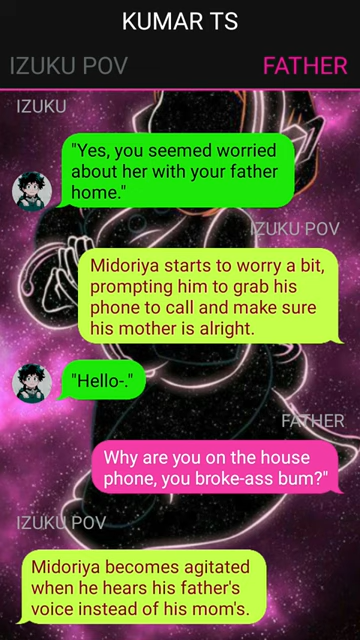 KUMAR TS
IZUKU POV
FATHER
IZUKU
"Yes, you seemed worried
about her with your father
home."
IZUKU POV
Midoriya starts to worry a bit,
prompting him to grab his
phone to call and make sure
his mother is alright.
"Hello-."
FATHER
Why are you on the house
phone, you broke-ass bum?"
IZUKU POV
Midoriya becomes agitated
when he hears his father's
voice instead of his mom's.